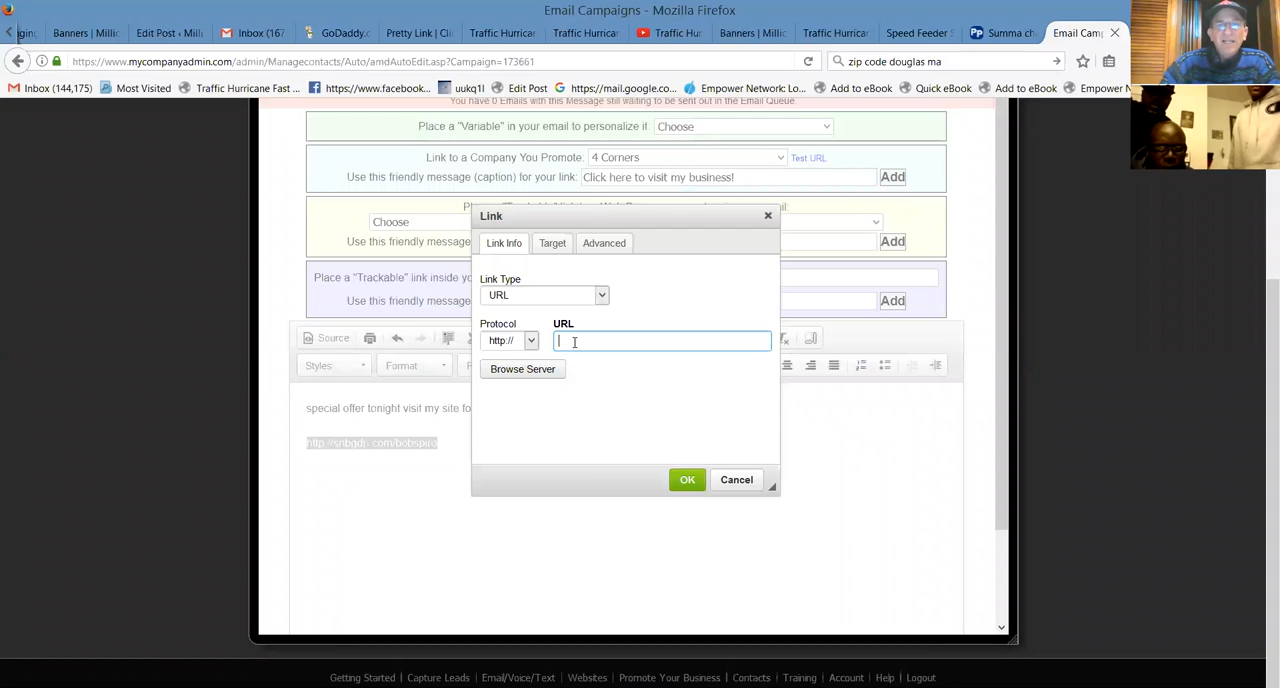 Email Campaigns - Mozilla Firefox
aging Banners | Millic Edit Post ‹ Millic Inbox (167 GoDaddy.c Pretty Link | Clic Traffic Hurrican Traffic Hurrican Traffic Hur Banners | Millic Traffic Hurrican Speed Feeder S Summa ch Email Camp
https://www.mycompanyadmin.com/admin/Managecontacts/Auto/amdAutoEdit.asp?Campaign=173661 zip code douglas ma
Inbox (144,175) Most Visited Traffic Hurricane Fast ... https://www.facebook... uukq1l Edit Post https://mail.google.co... Empower Network: Lo... Add to eBook Quick eBook Add to eBook Empower N
You have 0 Emails with this Message still waiting to be sent out in the Email Queue.
Place a "Variable" in your email to personalize it: Choose
Link to a Company You Promote: 4 Corners Test URL
Use this friendly message (caption) for your link: Click here to visit my business! Add
Choose
Use this friendly message Add
Place a "Trackable" link inside you
Use this friendly message Add
Link
Link Info Target Advanced
Link Type
URL
Protocol URL
http://
Browse Server
OK Cancel
Source
Styles Format
special offer tonight visit my site fo
Getting Started | Capture Leads | Email/Voice/Text | Websites | Promote Your Business | Contacts | Training | Account | Help | Logout